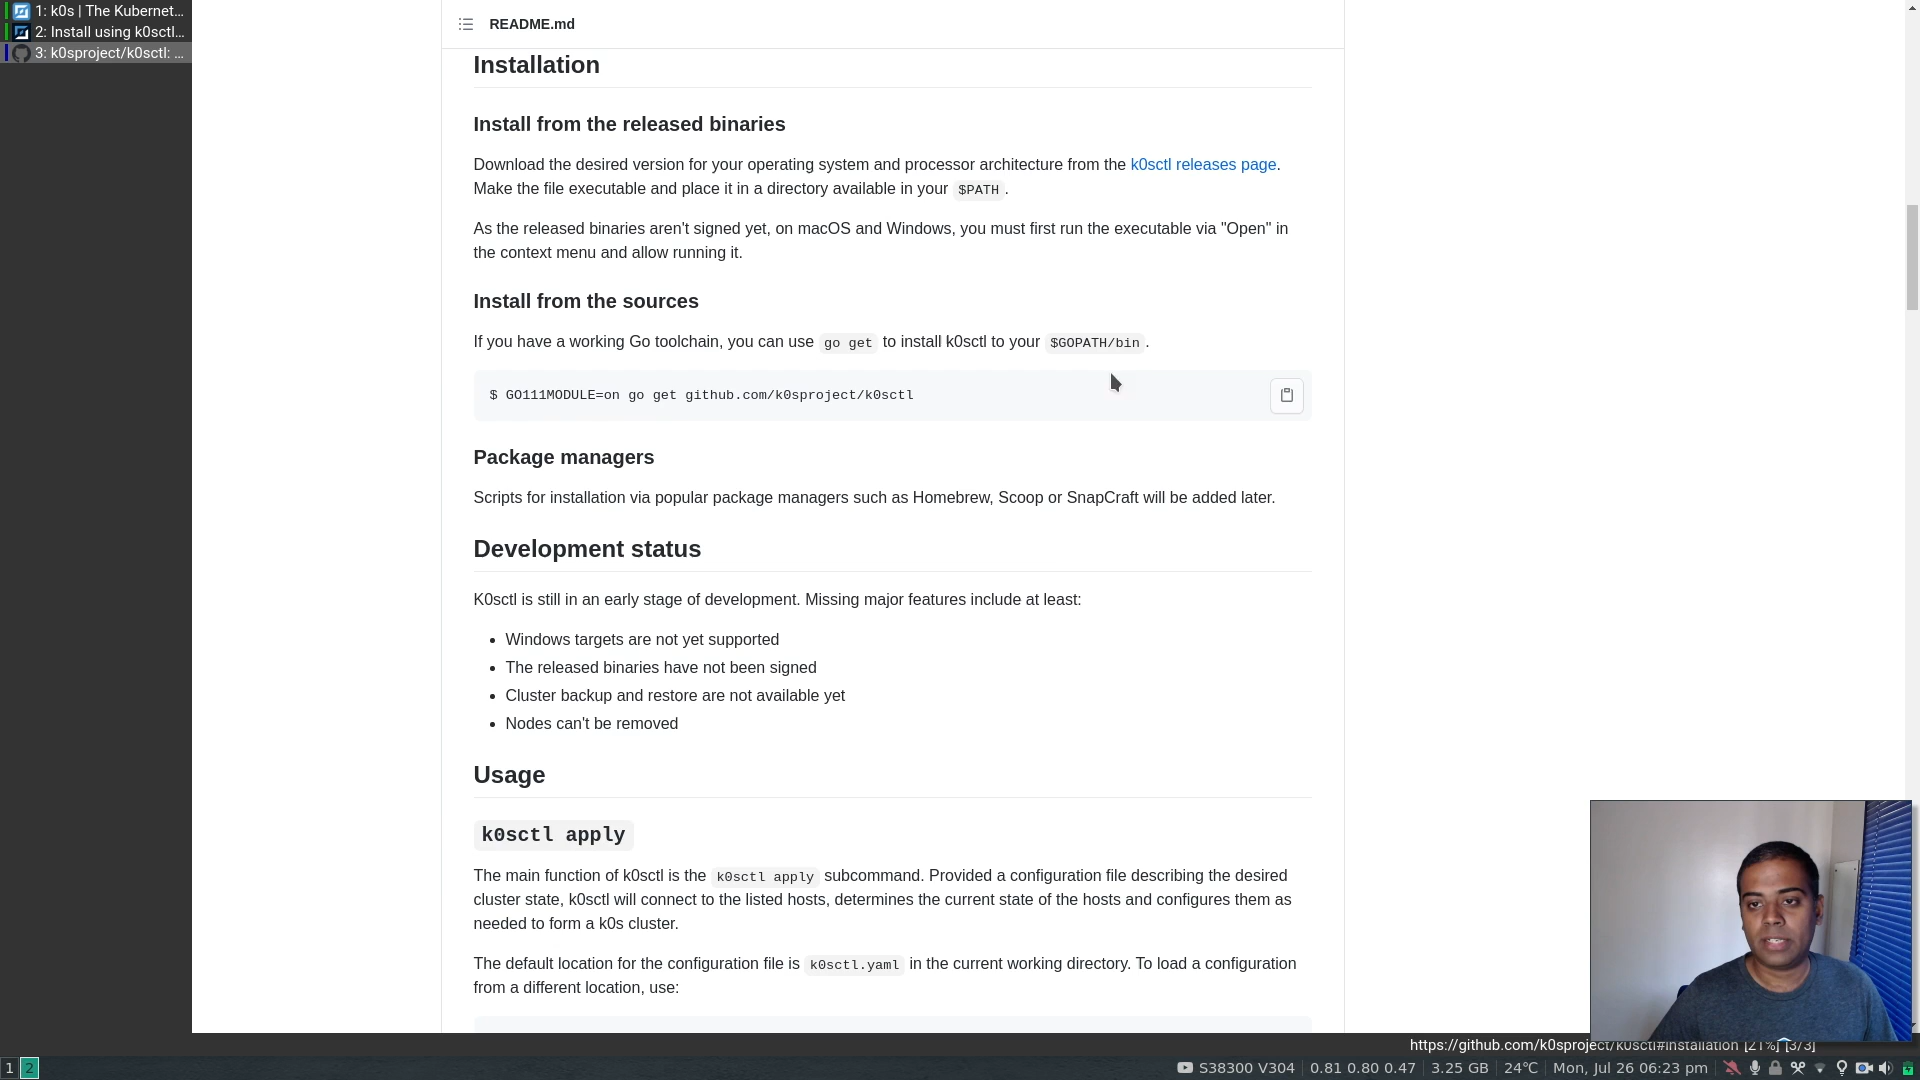 1: k0s | The Kubernet...
2: Install using k0sctl...
3: k0sproject/k0sctl: ...
README.md
Installation
Install from the released binaries
Download the desired version for your operating system and processor architecture from the k0sctl releases page.
Make the file executable and place it in a directory available in your $PATH .
As the released binaries aren't signed yet, on macOS and Windows, you must first run the executable via "Open" in
the context menu and allow running it.
Install from the sources
If you have a working Go toolchain, you can use go get to install k0sctl to your $GOPATH/bin .
$ GO111MODULE=on go get github.com/k0sproject/k0sctl
Package managers
Scripts for installation via popular package managers such as Homebrew, Scoop or SnapCraft will be added later.
Development status
K0sctl is still in an early stage of development. Missing major features include at least:
• Windows targets are not yet supported
• The released binaries have not been signed
• Cluster backup and restore are not available yet
• Nodes can't be removed
Usage
k0sctl apply
The main function of k0sctl is the k0sctl apply subcommand. Provided a configuration file describing the desired
cluster state, k0sctl will connect to the listed hosts, determines the current state of the hosts and configures them as
needed to form a k0s cluster.
The default location for the configuration file is k0sctl.yaml in the current working directory. To load a configuration
from a different location, use:
https://github.com/k0sproject/k0sctl#installation [21%] [3/3]
1 2
S38300 V304 0.81 0.80 0.47 3.25 GB 24°C Mon, Jul 26 06:23 pm